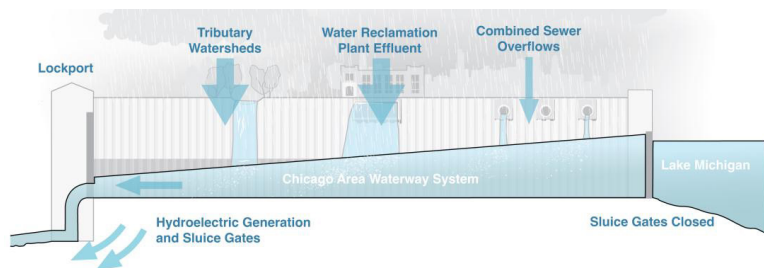 Tributary
Watersheds
Water Reclamation
Plant Effluent
Combined Sewer
Overflows
Lockport
Chicago Area Waterway System
Lake Michigan
Hydroelectric Generation
and Sluice Gates
Sluice Gates Closed